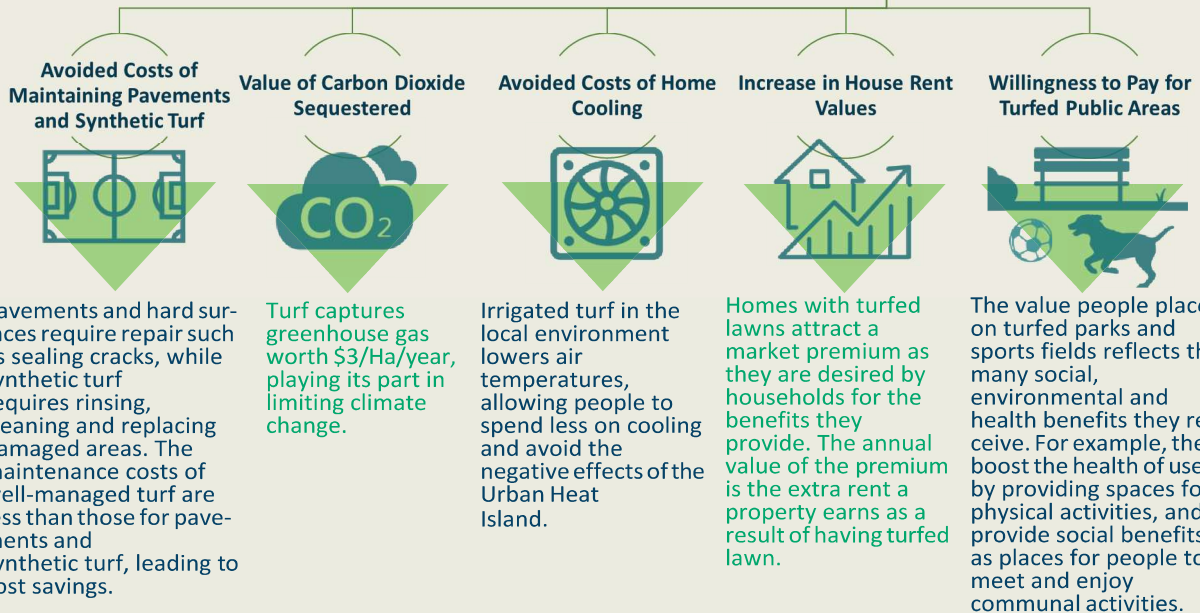 Avoided Costs of
Maintaining Pavements
and Synthetic Turf
avements and hard sur-
aces require repair such
s sealing cracks, while
ynthetic turf
equires rinsing,
eaning and replacing
amaged areas. The
aintenance costs of
ell-managed turf are
ess than those for pave-
ents and
ynthetic turf, leading to
ost savings.
Value of Carbon Dioxide
Sequestered
CO2
Turf captures
greenhouse gas
worth $3/Ha/year,
playing its part in
limiting climate
change.
Avoided Costs of Home
Cooling
Irrigated turf in the
local environment
lowers air
temperatures,
allowing people to
spend less on cooling
and avoid the
negative effects of the
Urban Heat
Island.
Increase in House Rent
Values
Homes with turfed
lawns attract a
market premium as
they are desired by
households for the
benefits they
provide. The annual
value of the premium
is the extra rent a
property earns as a
result of having turfed
lawn.
Willingness to Pay for
Turfed Public Areas
The value people place
on turfed parks and
sports fields reflects th
many social,
environmental and
health benefits they re
ceive. For example, the
boost the health of use
by providing spaces fo
physical activities, and
provide social benefits
as places for people to
meet and enjoy
communal activities.